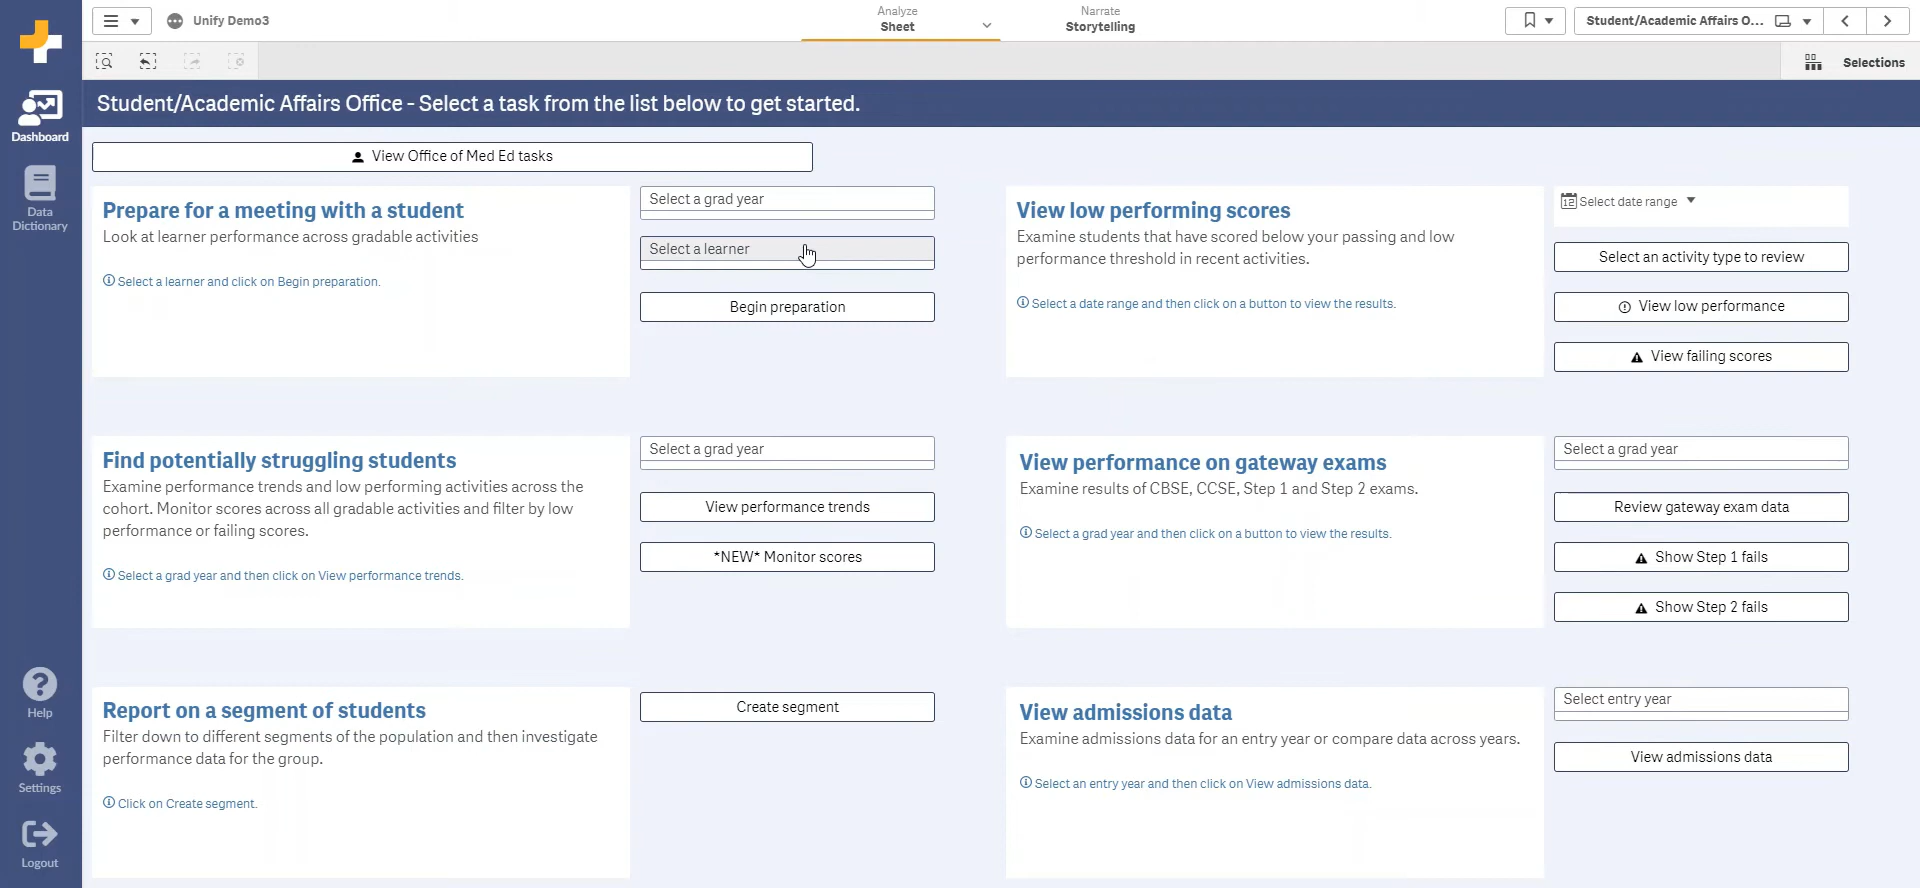 Unify Demo3
Analyze
Sheet
Narrate
Storytelling
Student/Academic Affairs O...
Selections
Dashboard
Data
Dictionary
Help
Settings
Logout
Student/Academic Affairs Office - Select a task from the list below to get started.
View Office of Med Ed tasks
Prepare for a meeting with a student
Look at learner performance across gradable activities
Select a learner and click on Begin preparation.
Select a grad year
Select a learner
Begin preparation
View low performing scores
Examine students that have scored below your passing and low
performance threshold in recent activities.
Select a date range and then click on a button to view the results.
12 Select date range
Select an activity type to review
View low performance
View failing scores
Find potentially struggling students
Examine performance trends and low performing activities across the
cohort. Monitor scores across all gradable activities and filter by low
performance or failing scores.
Select a grad year and then click on View performance trends.
Select a grad year
View performance trends
*NEW* Monitor scores
View performance on gateway exams
Examine results of CBSE, CCSE, Step 1 and Step 2 exams.
Select a grad year and then click on a button to view the results.
Select a grad year
Review gateway exam data
Show Step 1 fails
Show Step 2 fails
Report on a segment of students
Filter down to different segments of the population and then investigate
performance data for the group.
Click on Create segment.
Create segment
View admissions data
Examine admissions data for an entry year or compare data across years.
Select an entry year and then click on View admissions data.
Select entry year
View admissions data